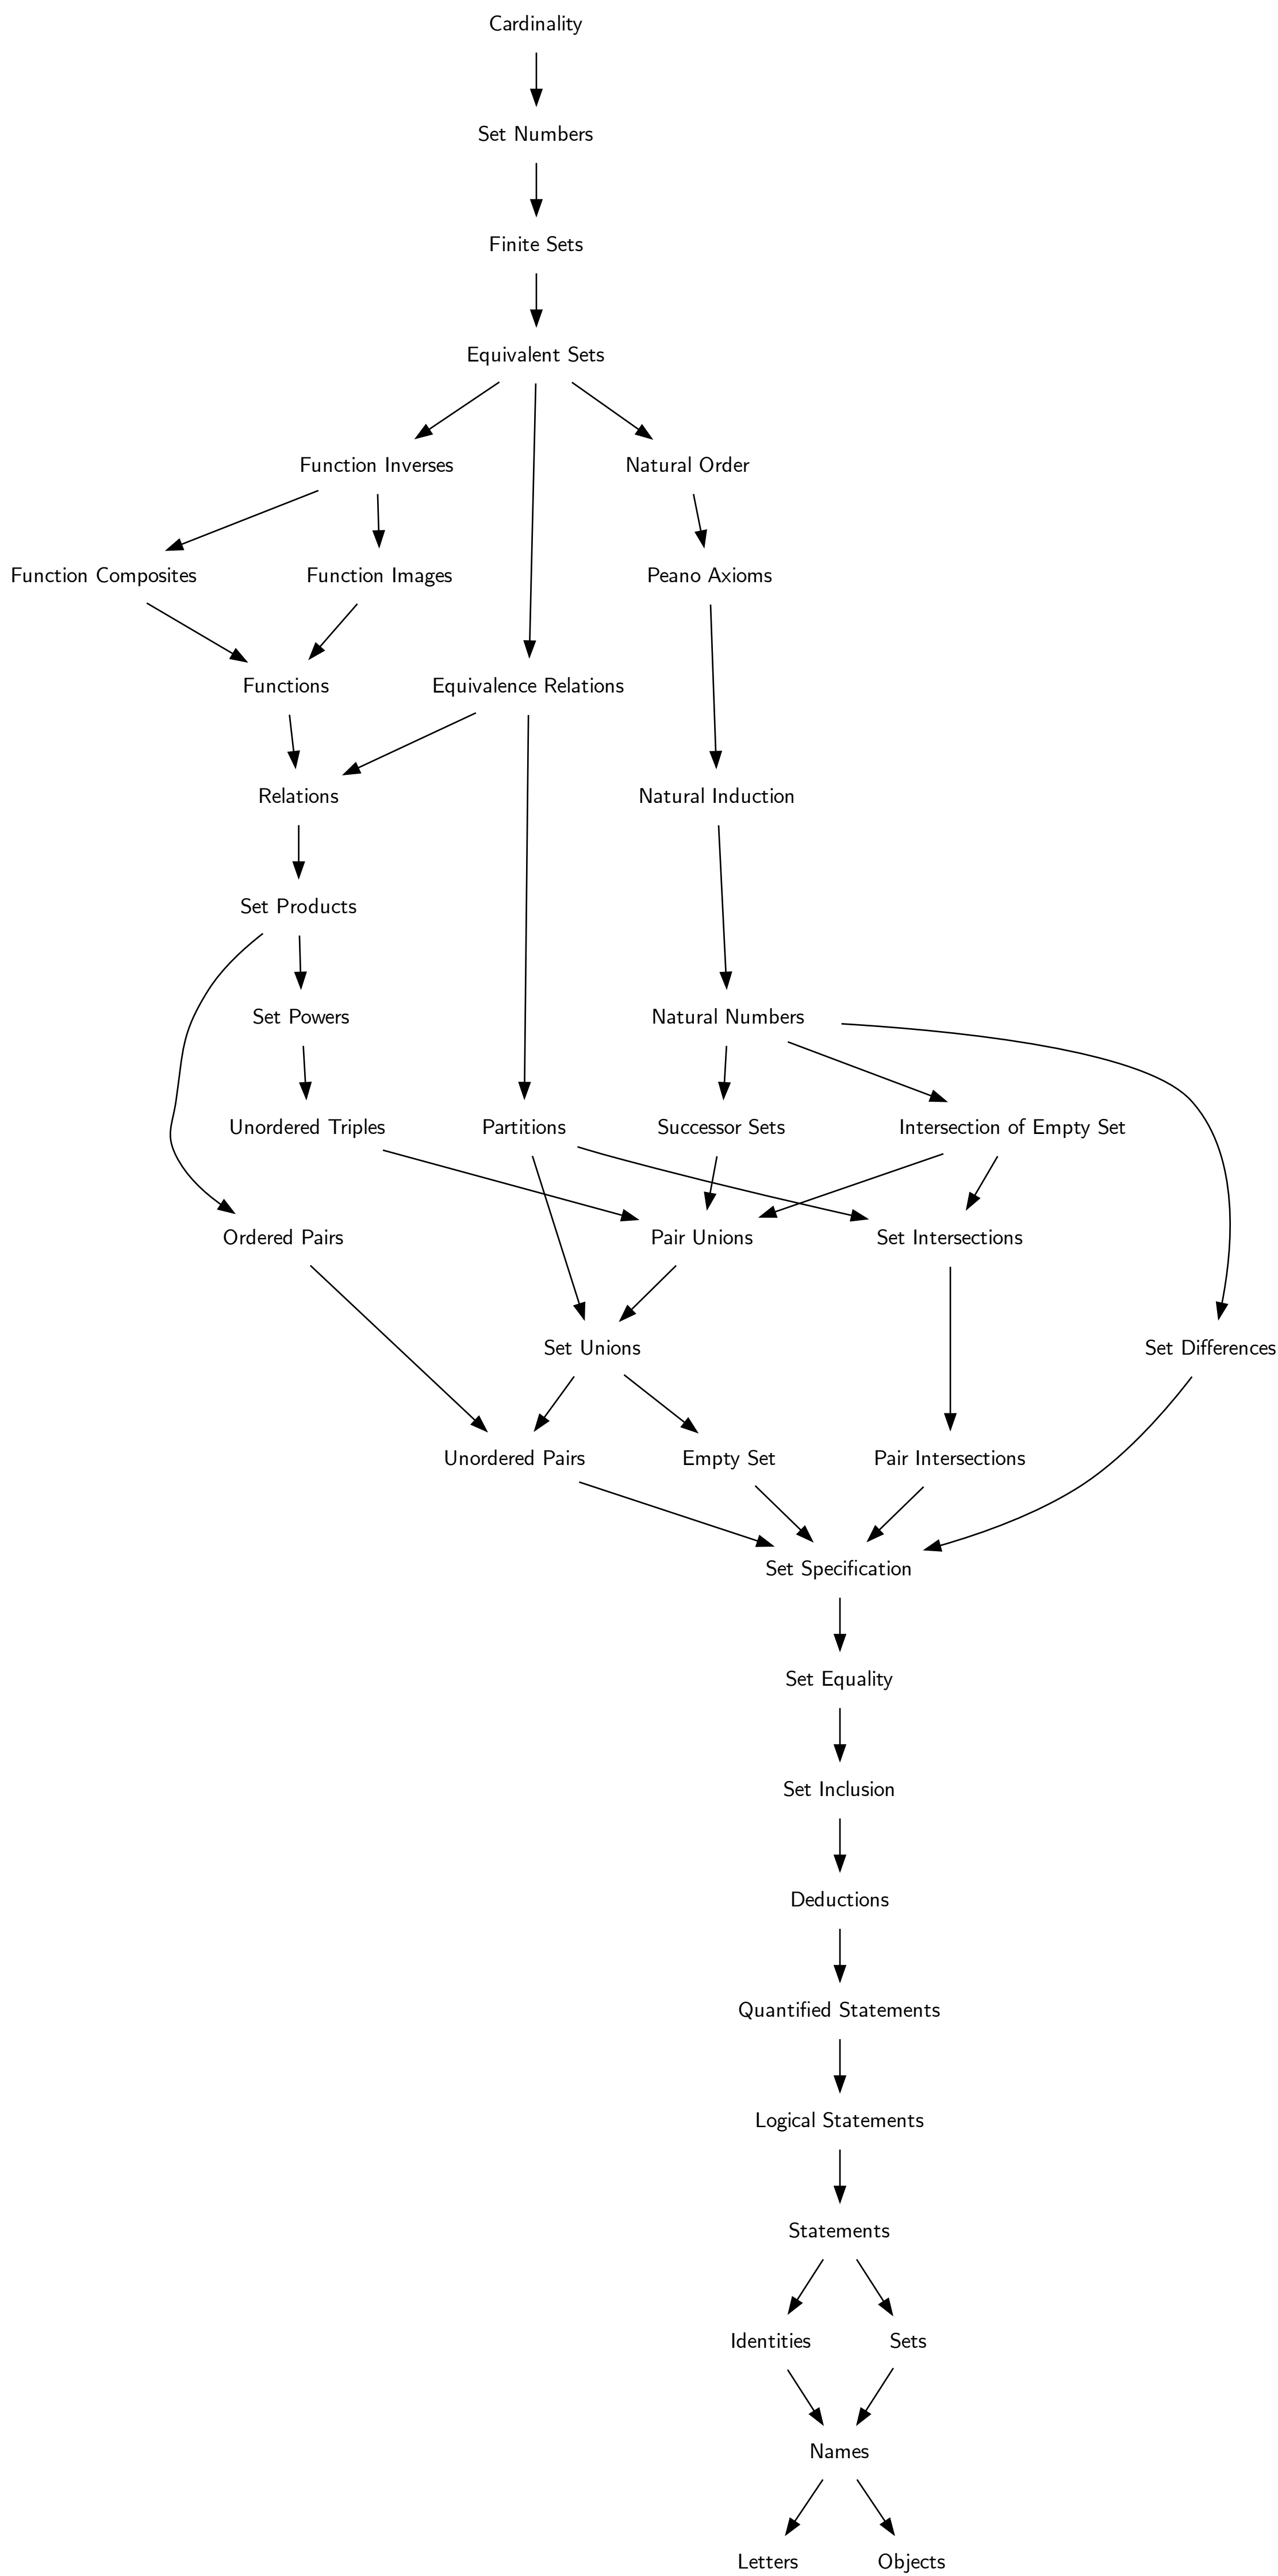 Cardinality
Set Numbers
Finite Sets
Equivalent Sets
Function Inverses
Natural Order
Function Composites
Function Images
Peano Axioms
Functions
Equivalence Relations
Relations
Natural Induction
Set Products
Set Powers
Natural Numbers
Unordered Triples
Partitions
Successor Sets
Intersection of Empty Set
Ordered Pairs
Pair Unions
Set Intersections
Set Unions
Set Differences
Unordered Pairs
Empty Set
Pair Intersections
Set Specification
Set Equality
Set Inclusion
Deductions
Quantified Statements
Logical Statements
Statements
Identities
Sets
Names
Letters
Objects